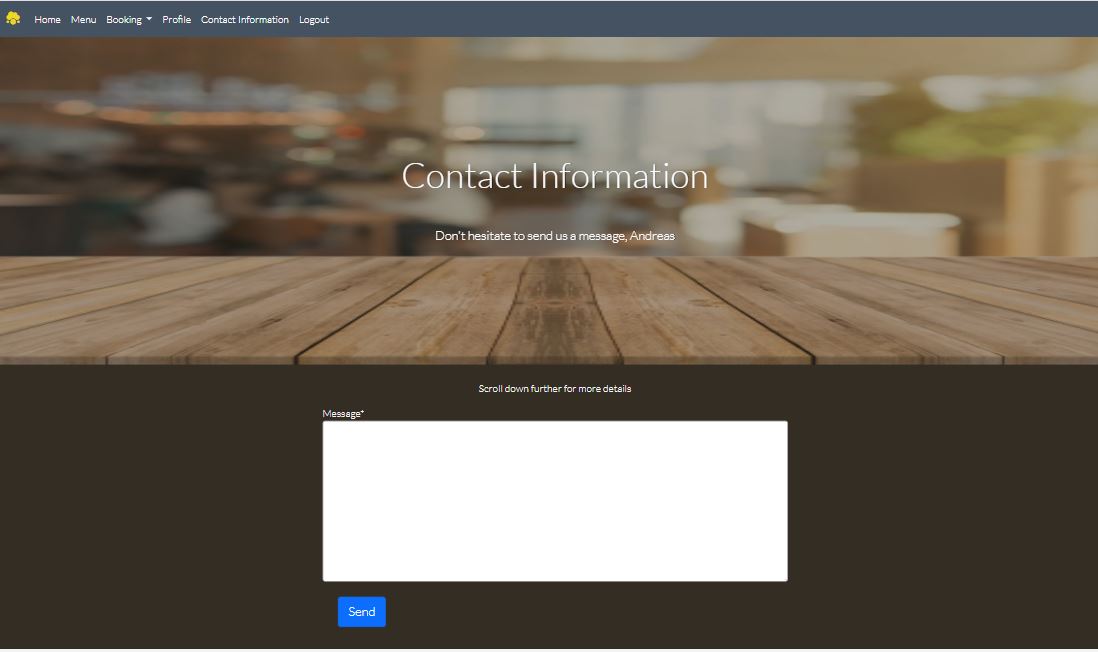 Home Menu Booking Profile Contact Information Logout
Contact Information
Don't hesitate to send us a message, Andreas
Scroll down further for more details
Message*
Send